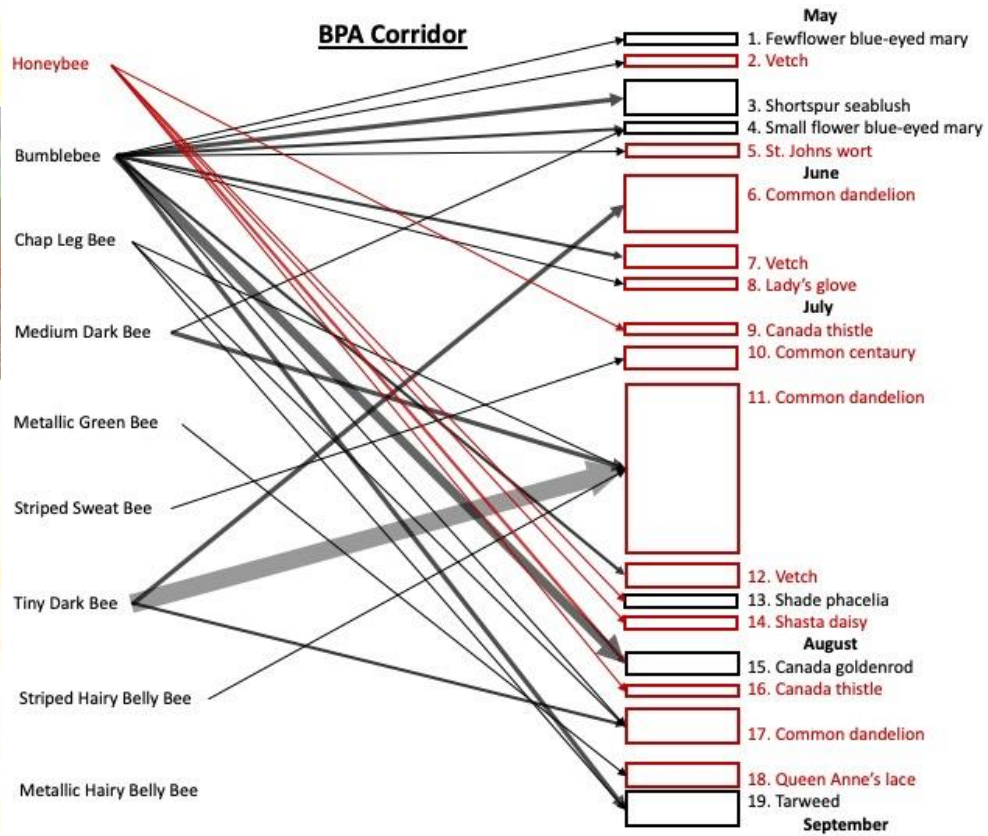 BPA Corridor
Honeybee
Bumblebee
Chap Leg Bee
Medium Dark Bee
Metallic Green Bee
Striped Sweat Bee
Tiny Dark Bee
Striped Hairy Belly Bee
Metallic Hairy Belly Bee
May
1. Fewflower blue-eyed mary
2. Vetch
3. Shortspur seablush
4. Small flower blue-eyed mary
5. St. Johns wort
June
6. Common dandelion
7. Vetch
8. Lady's glove
July
9. Canada thistle
10. Common centaury
11. Common dandelion
12. Vetch
13. Shade phacelia
14. Shasta daisy
August
15. Canada goldenrod
16. Canada thistle
17. Common dandelion
18. Queen Anne's lace
19. Tarweed
September